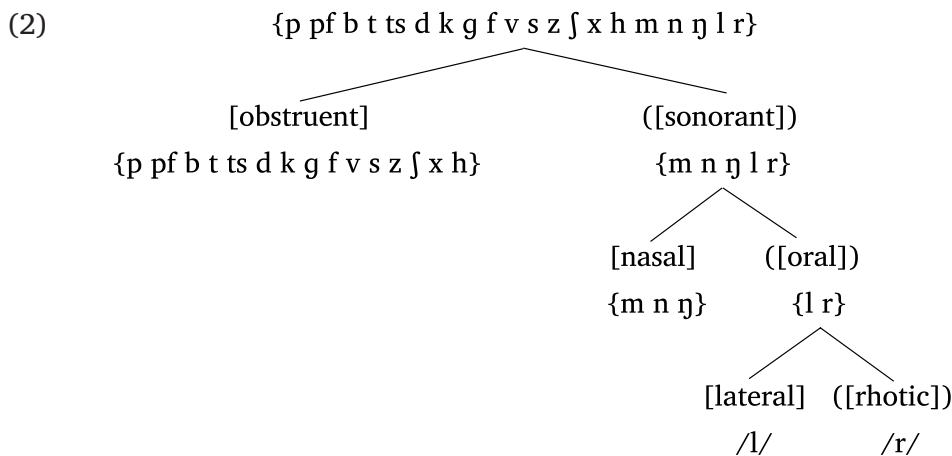 (2) {p pf b t ts d k ɡ f v s z ʃ x h m n ŋ l r}
[obstruent] ([sonorant])
{p pf b t ts d k ɡ f v s z ʃ x h} {m n ŋ l r}
[nasal] ([oral])
{m n ŋ} {l r}
[lateral] ([rhotic])
/l/ /r/